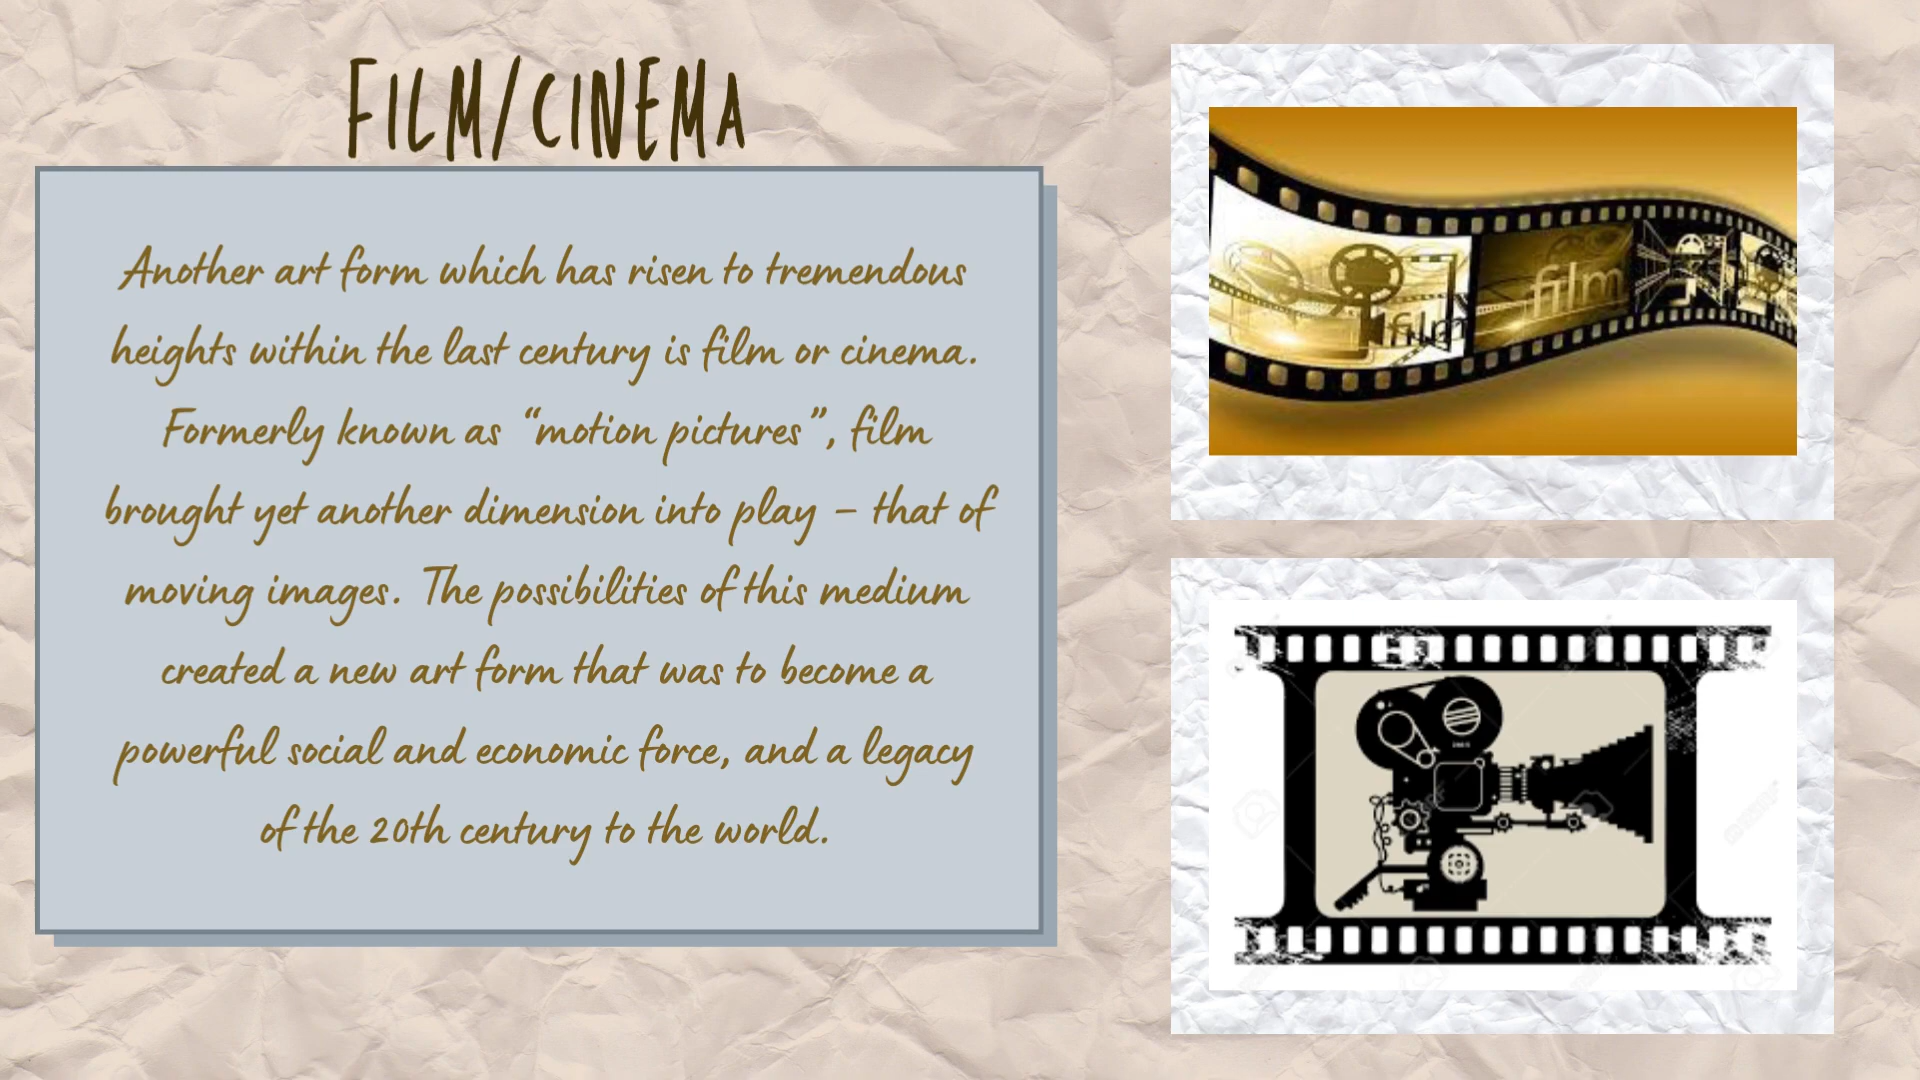 FILM/CINEMA
Another art form which has risen to tremendous
heights within the last century is film or cinema.
Formerly known as “motion pictures”, film
brought yet another dimension into play – that of
moving images. The possibilities of this medium
created a new art form that was to become a
powerful social and economic force, and a legacy
of the 20th century to the world.
film
film